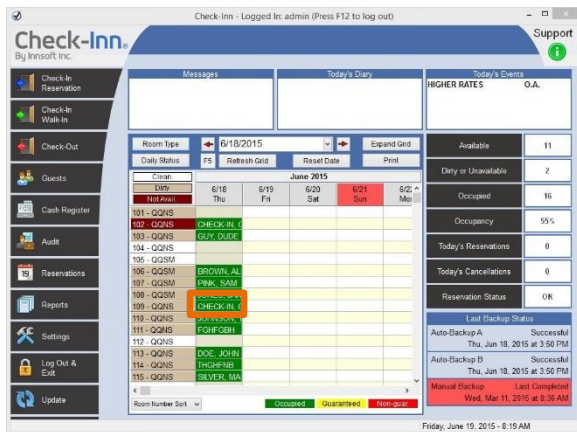 Check-Inn - Logged In: admin (Press F12 to log out)
Check-Inn®
By Innsoft Inc.
Support
Check-In
Reservation
Check-In
Walk-In
Check-Out
Guests
Cash Register
Audit
19
Reservations
Reports
Settings
Log Out &
Exit
Update
Messages
Today's Diary
Today's Events
HIGHER RATES O.A.
Room Type
6/18/2015
Expand Grid
Daily Status
F5
Refresh Grid
Reset Date
Print
Clean
Dirty
Not Avail.
June 2015
6/18 6/19 6/20 6/21
Thu Fri Sat Sun
101 - QQNS
102 - QQNS CHECK-IN,
103 - QQNS GUY, DUDE
104 - QQNS
105 - QQSM
106 - QQSM BROWN, AL
107 - QQSM PINK, SAM
108 - QQSM
109 - QQNS CHECK-IN,
110 - QQNS
111 - QQNS FGHFGBH
112 - QQNS
113 - QQNS DOE, JOHN
114 - QQNS THGHFNB
115 - QQNS SILVER, MA
Room Number Sort
Occupied Guaranteed Non-guar.
Available 11
Dirty or Unavailable 2
Occupied 16
Occupancy 55%
Today's Reservations 0
Today's Cancellations 0
Reservation Status OK
Last Backup Status
Auto-Backup A Successful
Thu, Jun 18, 2015 at 3:50 PM
Auto-Backup B Successful
Thu, Jun 18, 2015 at 3:50 PM
Manual Backup Last Completed
Wed, Mar 11, 2015 at 8:36 AM
Friday, June 19, 2015 - 8:19 AM